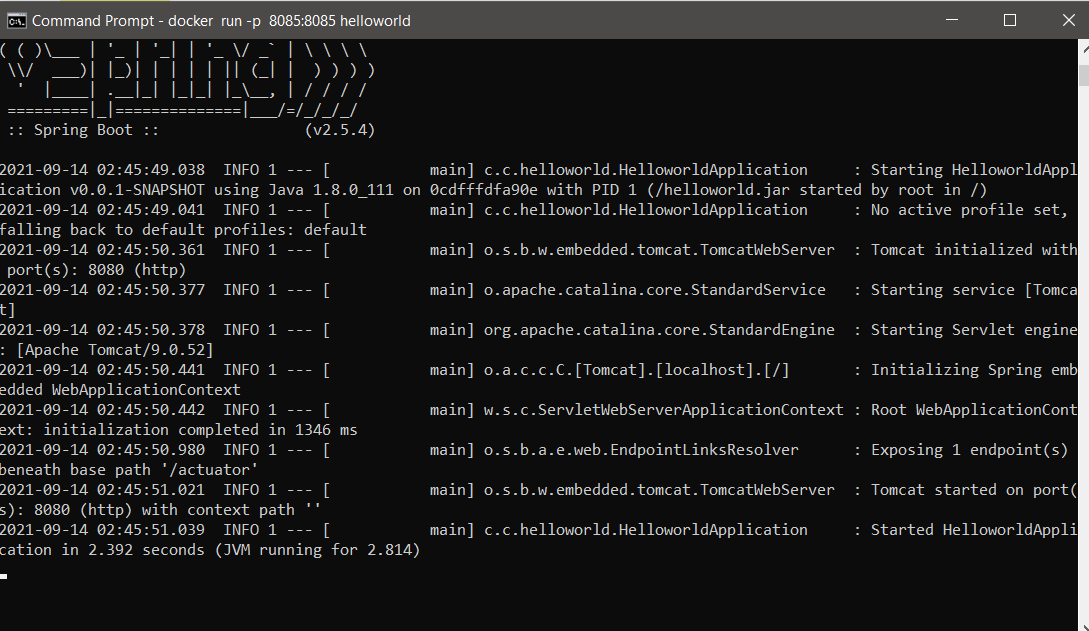 Command Prompt - docker  run -p  8085:8085 helloworld
( ( )\___ | '_ | '_| | '_ \/ _` | \ \ \ \
 \\/  ___)| |_)| | | | | || (_| |  ) ) ) )
  '  |____| .__|_| |_|_| |_\__, | / / / /
 =========|_|==============|___/=/_/_/_/
 :: Spring Boot ::                (v2.5.4)
2021-09-14 02:45:49.038  INFO 1 --- [           main] c.c.helloworld.HelloworldApplication     : Starting HelloworldAppl
ication v0.0.1-SNAPSHOT using Java 1.8.0_111 on 0cdfffdfa90e with PID 1 (/helloworld.jar started by root in /)
2021-09-14 02:45:49.041  INFO 1 --- [           main] c.c.helloworld.HelloworldApplication     : No active profile set,
falling back to default profiles: default
2021-09-14 02:45:50.361  INFO 1 --- [           main] o.s.b.w.embedded.tomcat.TomcatWebServer  : Tomcat initialized with
 port(s): 8080 (http)
2021-09-14 02:45:50.377  INFO 1 --- [           main] o.apache.catalina.core.StandardService   : Starting service [Tomca
t]
2021-09-14 02:45:50.378  INFO 1 --- [           main] org.apache.catalina.core.StandardEngine  : Starting Servlet engine
: [Apache Tomcat/9.0.52]
2021-09-14 02:45:50.441  INFO 1 --- [           main] o.a.c.c.C.[Tomcat].[localhost].[/]       : Initializing Spring emb
edded WebApplicationContext
2021-09-14 02:45:50.442  INFO 1 --- [           main] w.s.c.ServletWebServerApplicationContext : Root WebApplicationCont
ext: initialization completed in 1346 ms
2021-09-14 02:45:50.980  INFO 1 --- [           main] o.s.b.a.e.web.EndpointLinksResolver      : Exposing 1 endpoint(s)
beneath base path '/actuator'
2021-09-14 02:45:51.021  INFO 1 --- [           main] o.s.b.w.embedded.tomcat.TomcatWebServer  : Tomcat started on port(
s): 8080 (http) with context path ''
2021-09-14 02:45:51.039  INFO 1 --- [           main] c.c.helloworld.HelloworldApplication     : Started HelloworldAppli
cation in 2.392 seconds (JVM running for 2.814)